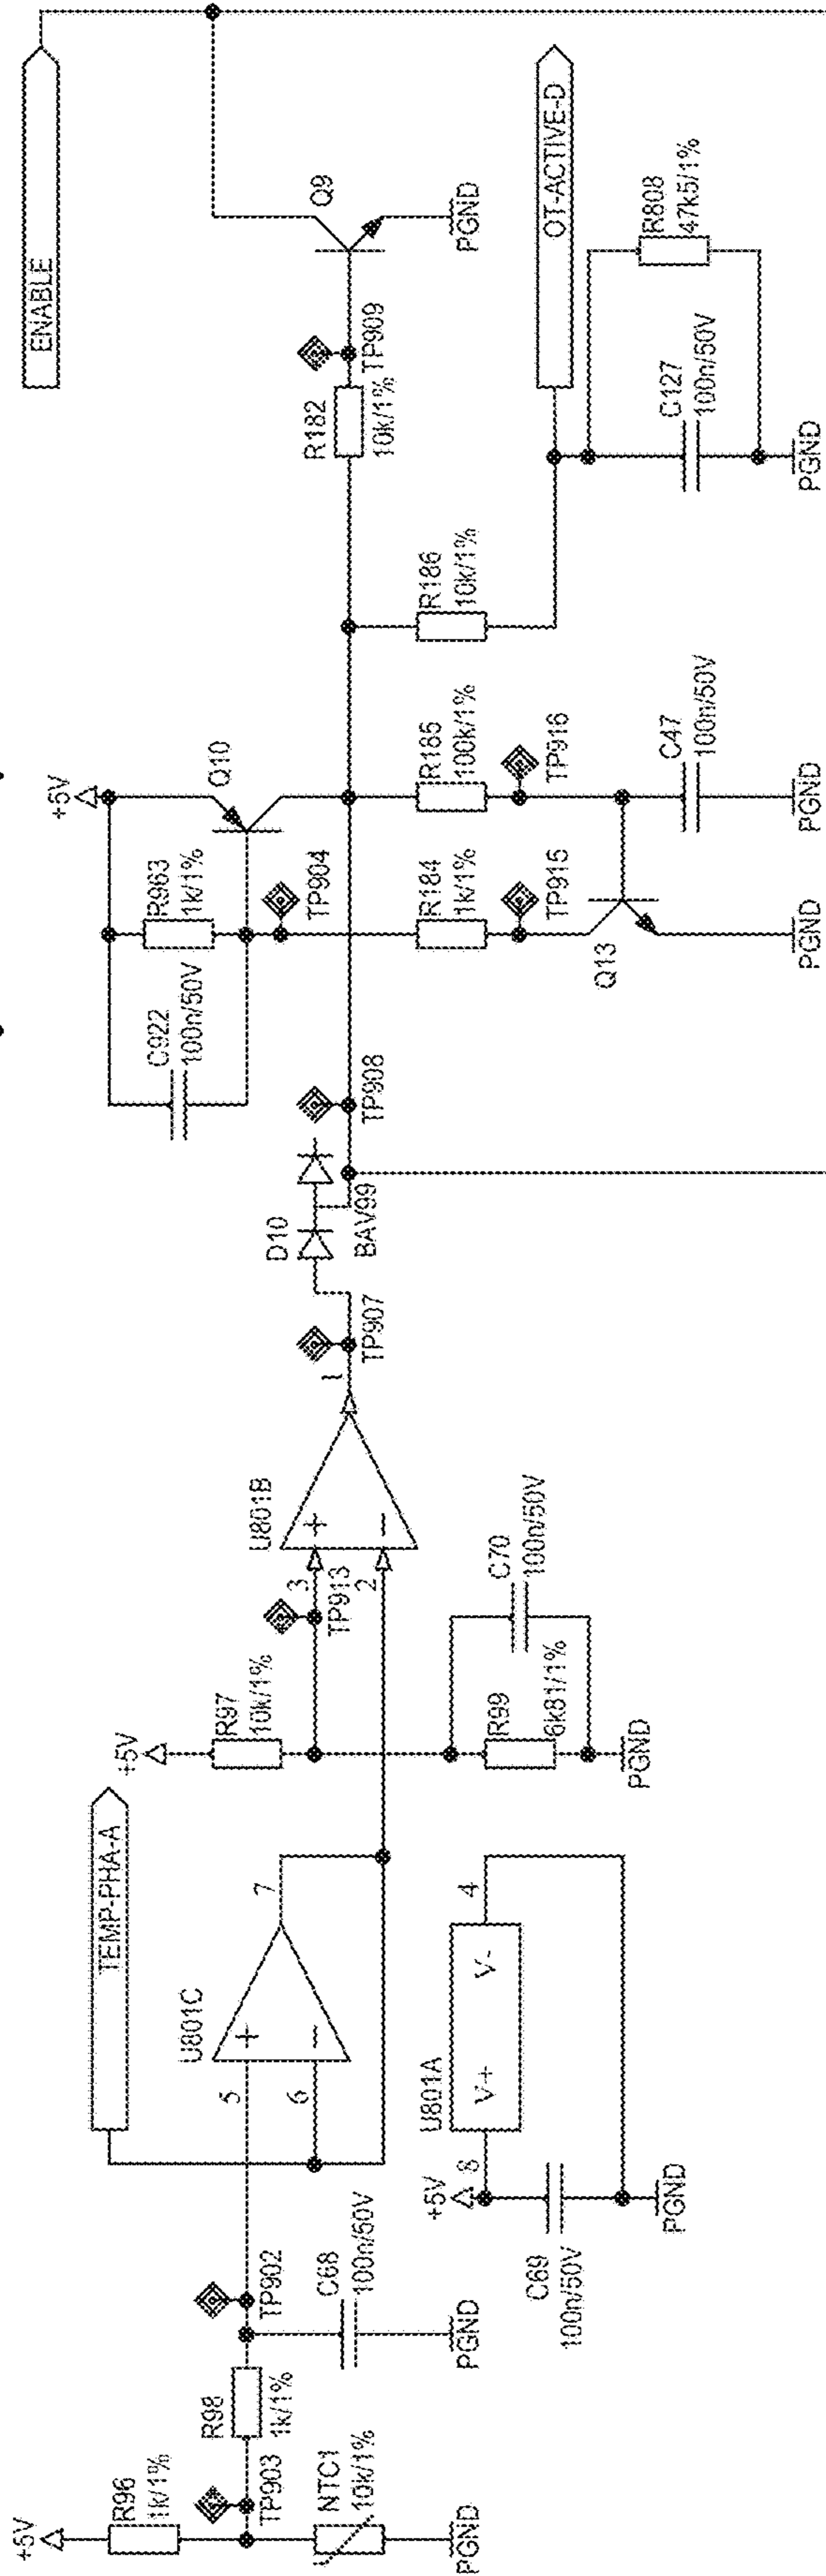 ENABLE
Q9
PGND
TP909
R182
10k/1%
OT-ACTIVE-D
R808
47k5/1%
C127
100n/50V
PGND
R186
10k/1%
+5V
Q10
R963
1k/1%
C922
100n/50V
TP904
R185
100k/1%
TP916
C47
100n/50V
PGND
R184
1k/1%
TP915
Q13
PGND
TP908
D10
BAV99
TP907
1
U801B
+
-
3
2
TP913
+5V
R97
10k/1%
C70
100n/50V
R99
6k81/1%
PGND
TEMP-PHA-A
U801C
+
-
5
6
7
U801A
V+
V-
4
8
+5V
C69
100n/50V
PGND
TP902
C68
100n/50V
PGND
R98
1k/1%
TP903
+5V
R96
1k/1%
NTC1
10k/1%
PGND